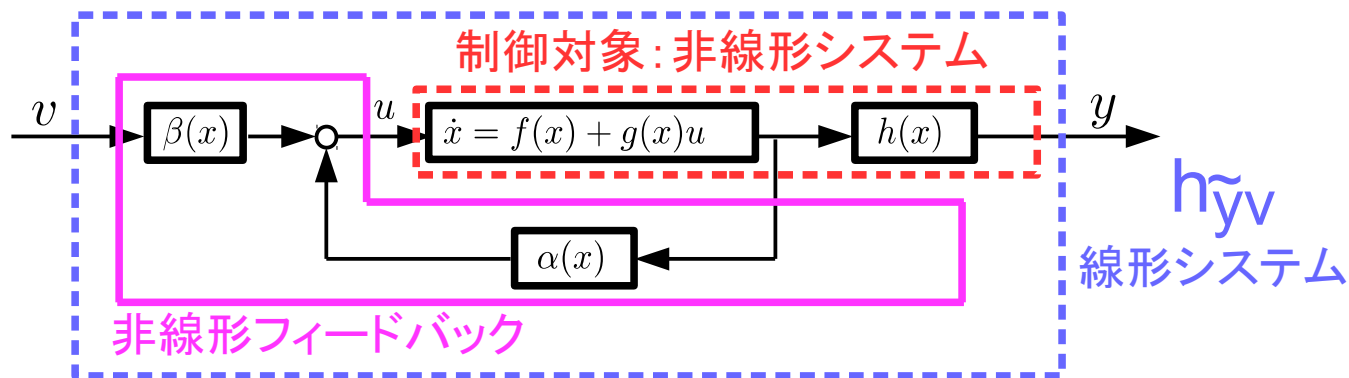 制御対象：非線形システム
v
β(x)
u
ẋ = f(x) + g(x)u
h(x)
y
α(x)
hỹv
線形システム
非線形フィードバック